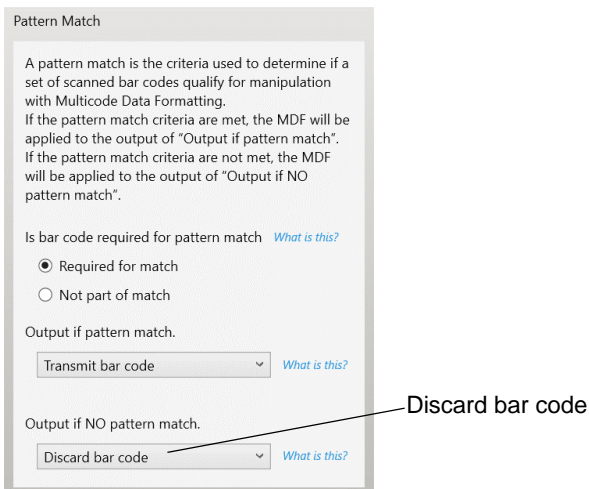 Pattern Match
A pattern match is the criteria used to determine if a
set of scanned bar codes qualify for manipulation
with Multicode Data Formatting.
If the pattern match criteria are met, the MDF will be
applied to the output of “Output if pattern match”.
If the pattern match criteria are not met, the MDF
will be applied to the output of “Output if NO
pattern match”.
Is bar code required for pattern match What is this?
Required for match
Not part of match
Output if pattern match.
Transmit bar code What is this?
Output if NO pattern match.
Discard bar code What is this?
Discard bar code